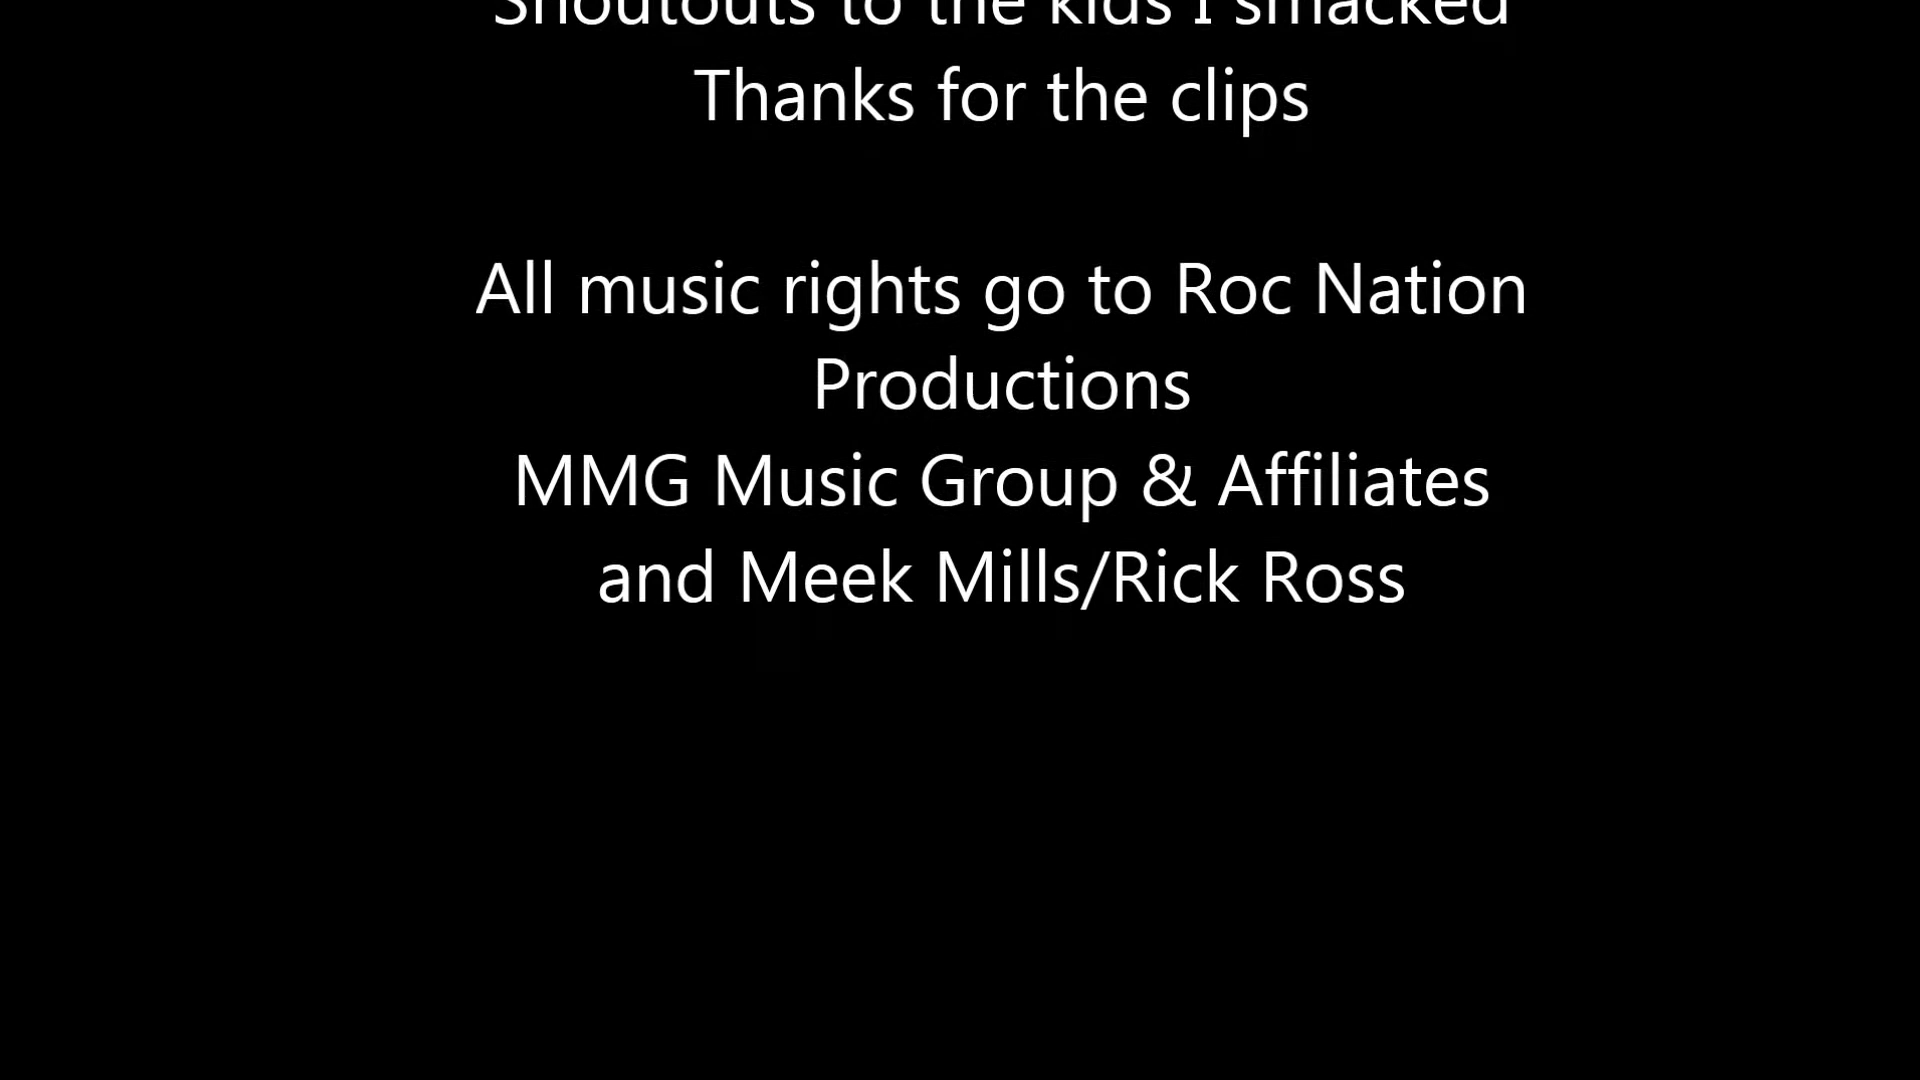 Shoutouts to the kids I smacked
Thanks for the clips
All music rights go to Roc Nation
Productions
MMG Music Group & Affiliates
and Meek Mills/Rick Ross